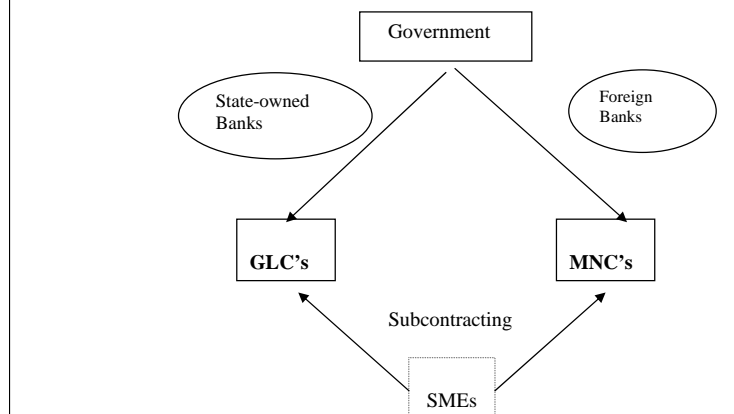 Government
State-owned
Banks
Foreign
Banks
GLC’s
MNC’s
Subcontracting
SMEs